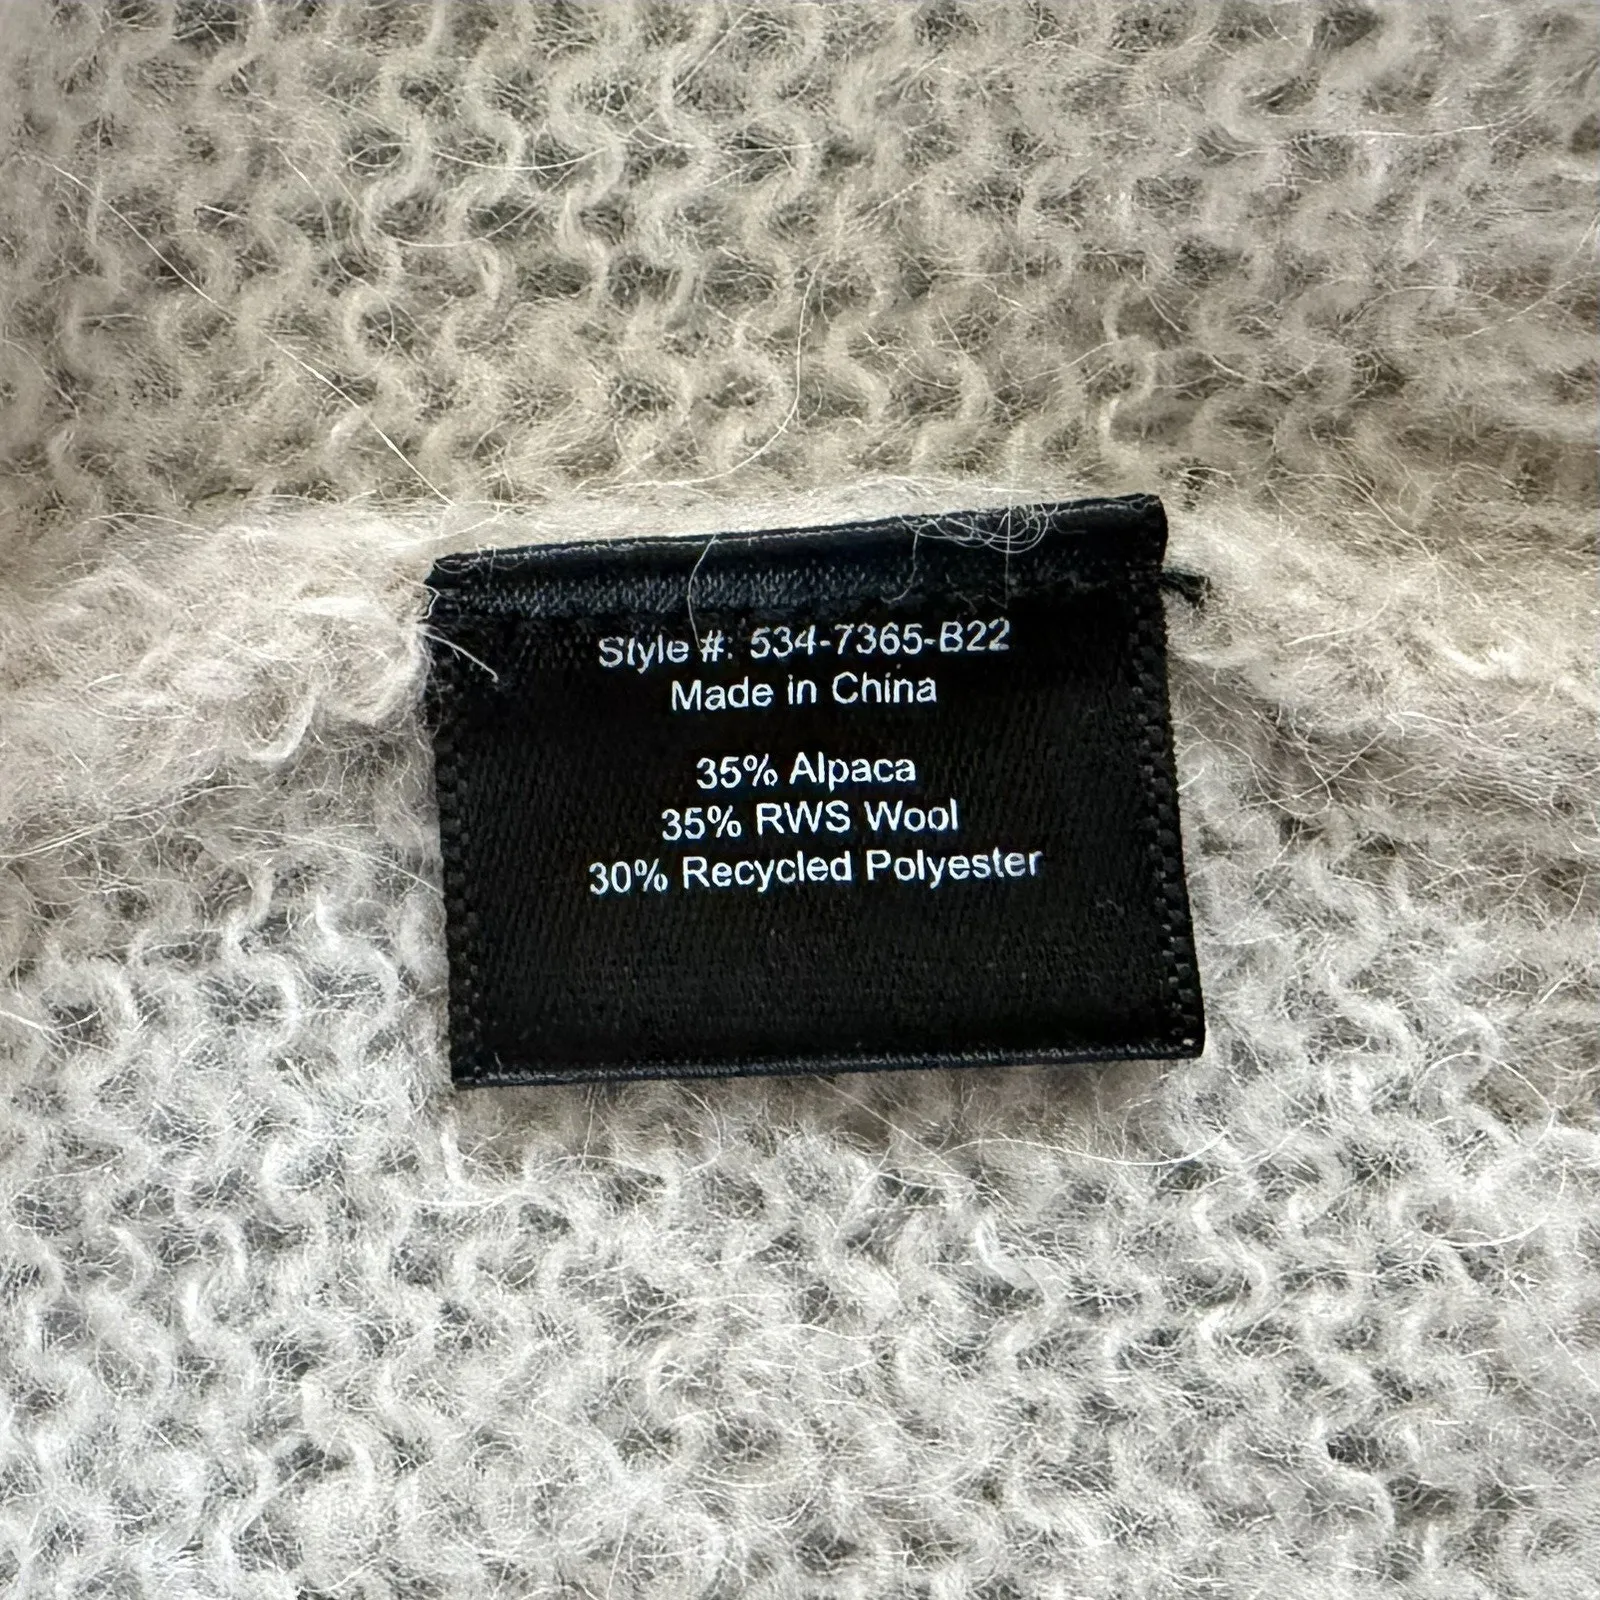 Style #: 534-7365-B22
Made in China
35% Alpaca
35% RWS Wool
30% Recycled Polyester